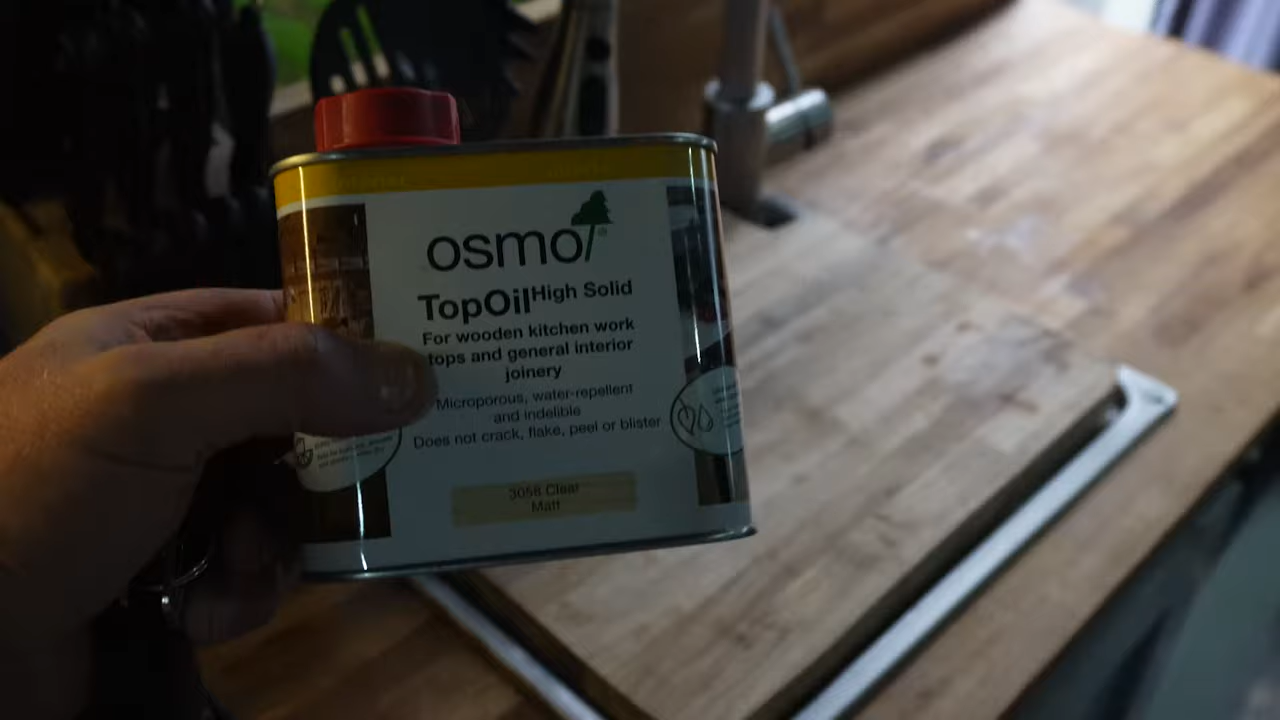 osmo
TopOil High Solid
For wooden kitchen work
tops and general interior
joinery
Microporous, water-repellent
and indelible
Does not crack, flake, peel or blister
3058 Clear
Matt